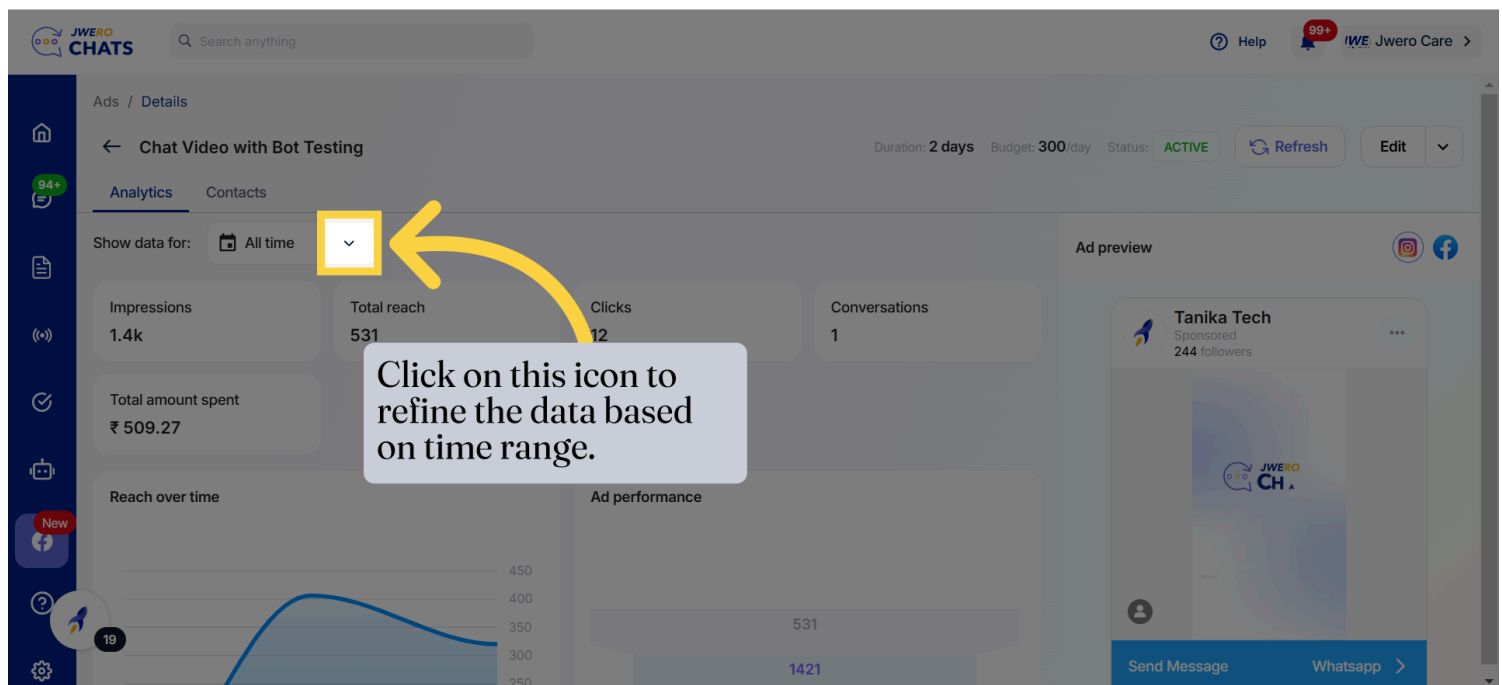 JWERO
CHATS
Search anything
Help
99+
JWE Jwero Care
Ads / Details
Chat Video with Bot Testing
Duration: 2 days Budget: 300/day Status: ACTIVE
Refresh
Edit
94+
Analytics Contacts
Show data for: All time
Ad preview
Impressions
1.4k
Total reach
531
Clicks
12
Conversations
1
Click on this icon to
refine the data based
on time range.
Total amount spent
₹ 509.27
Tanika Tech
Sponsored
244 followers
JWERO
CH A
New
Reach over time
450
400
350
300
250
Ad performance
531
1421
19
Send Message Whatsapp